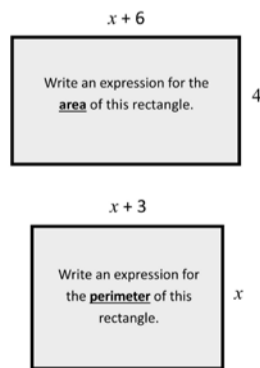 x + 6
Write an expression for the
area of this rectangle.
4
x + 3
Write an expression for
the perimeter of this
rectangle.
x